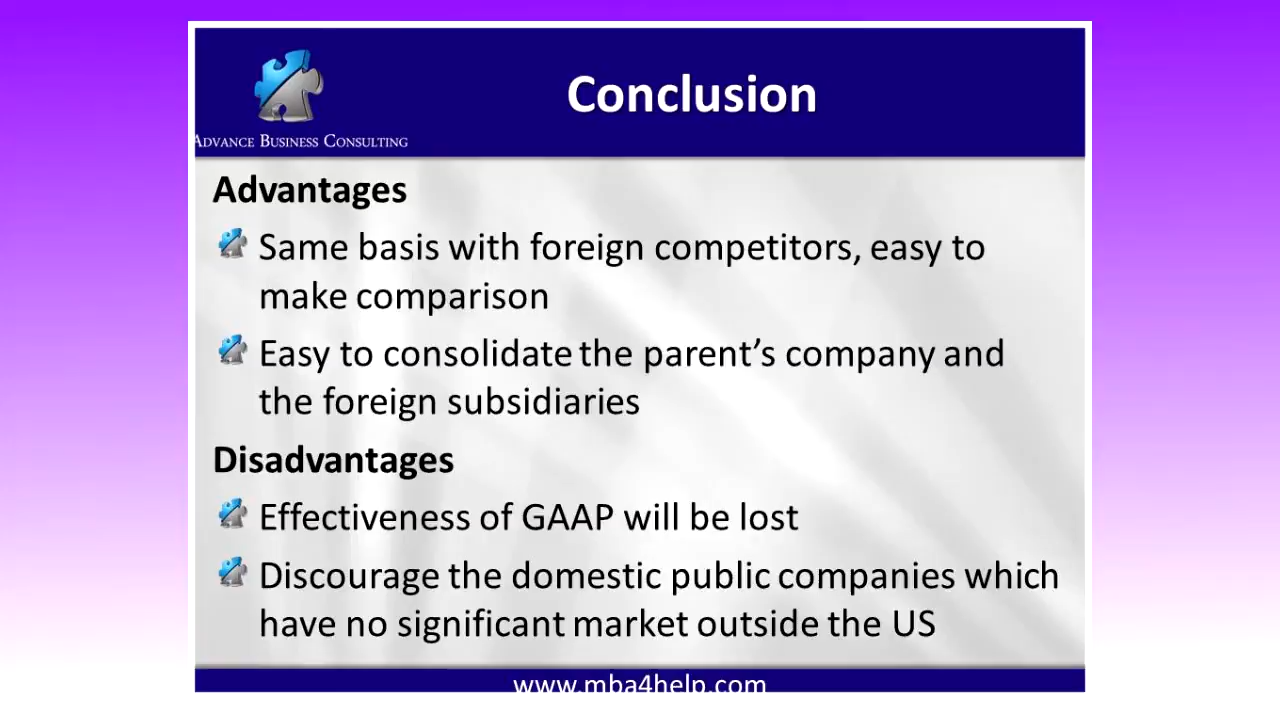 Conclusion
ADVANCE BUSINESS CONSULTING
Advantages
Same basis with foreign competitors, easy to
make comparison
Easy to consolidate the parent’s company and
the foreign subsidiaries
Disadvantages
Effectiveness of GAAP will be lost
Discourage the domestic public companies which
have no significant market outside the US
www.mba4help.com